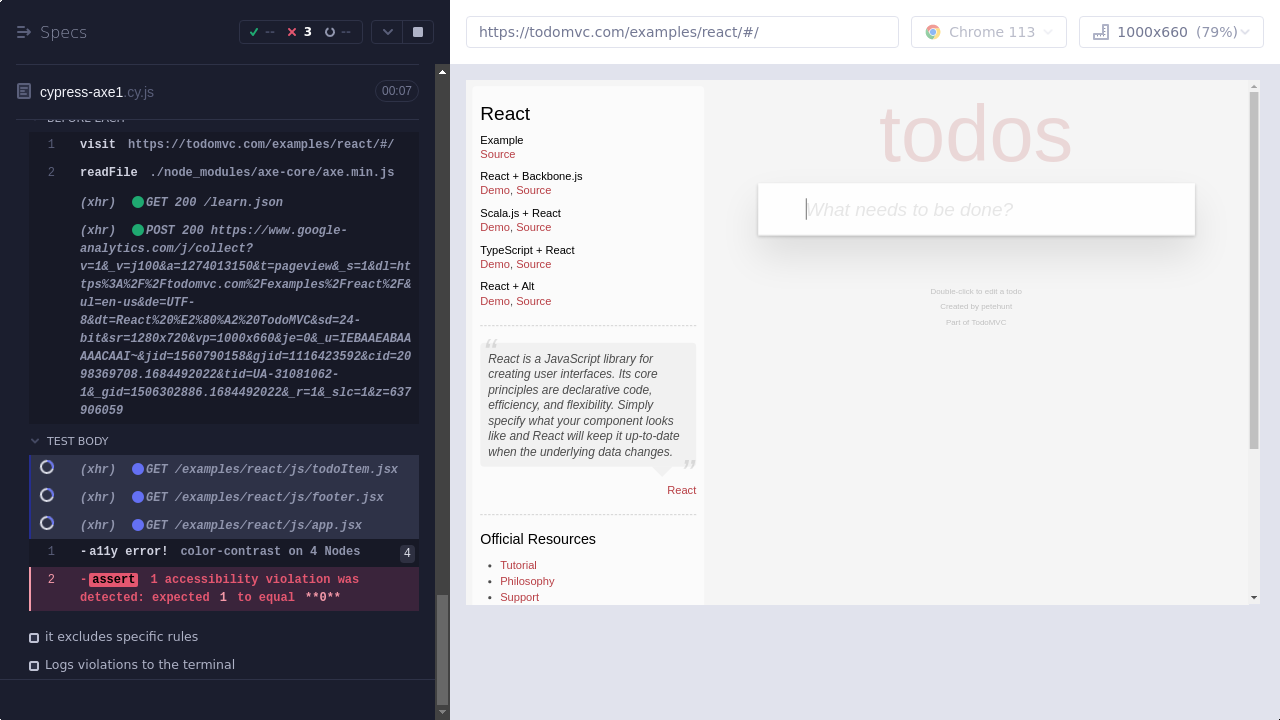 Specs
-- 3 --
cypress-axe1.cy.js 00:07
BEFORE EACH
1 visit https://todomvc.com/examples/react/#/
2 readFile ./node_modules/axe-core/axe.min.js
(xhr) GET 200 /learn.json
(xhr) POST 200 https://www.google-
analytics.com/j/collect?
v=1&_v=j100&a=1274013150&t=pageview&_s=1&dl=ht
tps%3A%2F%2Ftodomvc.com%2Fexamples%2Freact%2F&
ul=en-us&de=UTF-
8&dt=React%20%E2%80%A2%20TodoMVC&sd=24-
bit&sr=1280x720&vp=1000x660&je=0&_u=IEBAAEABAA
AAACAAI~&jid=1560790158&gjid=1116423592&cid=20
98369708.1684492022&tid=UA-31081062-
1&_gid=1506302886.1684492022&_r=1&_slc=1&z=637
906059
TEST BODY
(xhr) GET /examples/react/js/todoItem.jsx
(xhr) GET /examples/react/js/footer.jsx
(xhr) GET /examples/react/js/app.jsx
1 -a11y error! color-contrast on 4 Nodes 4
2 -assert 1 accessibility violation was
detected: expected 1 to equal **0**
it excludes specific rules
Logs violations to the terminal
https://todomvc.com/examples/react/#/
Chrome 113
1000x660 (79%)
React
Example
Source
React + Backbone.js
Demo, Source
Scala.js + React
Demo, Source
TypeScript + React
Demo, Source
React + Alt
Demo, Source
“
React is a JavaScript library for
creating user interfaces. Its core
principles are declarative code,
efficiency, and flexibility. Simply
specify what your component looks
like and React will keep it up-to-date
when the underlying data changes.
”
React
Official Resources
• Tutorial
• Philosophy
• Support
todos
What needs to be done?
Double-click to edit a todo
Created by petehunt
Part of TodoMVC